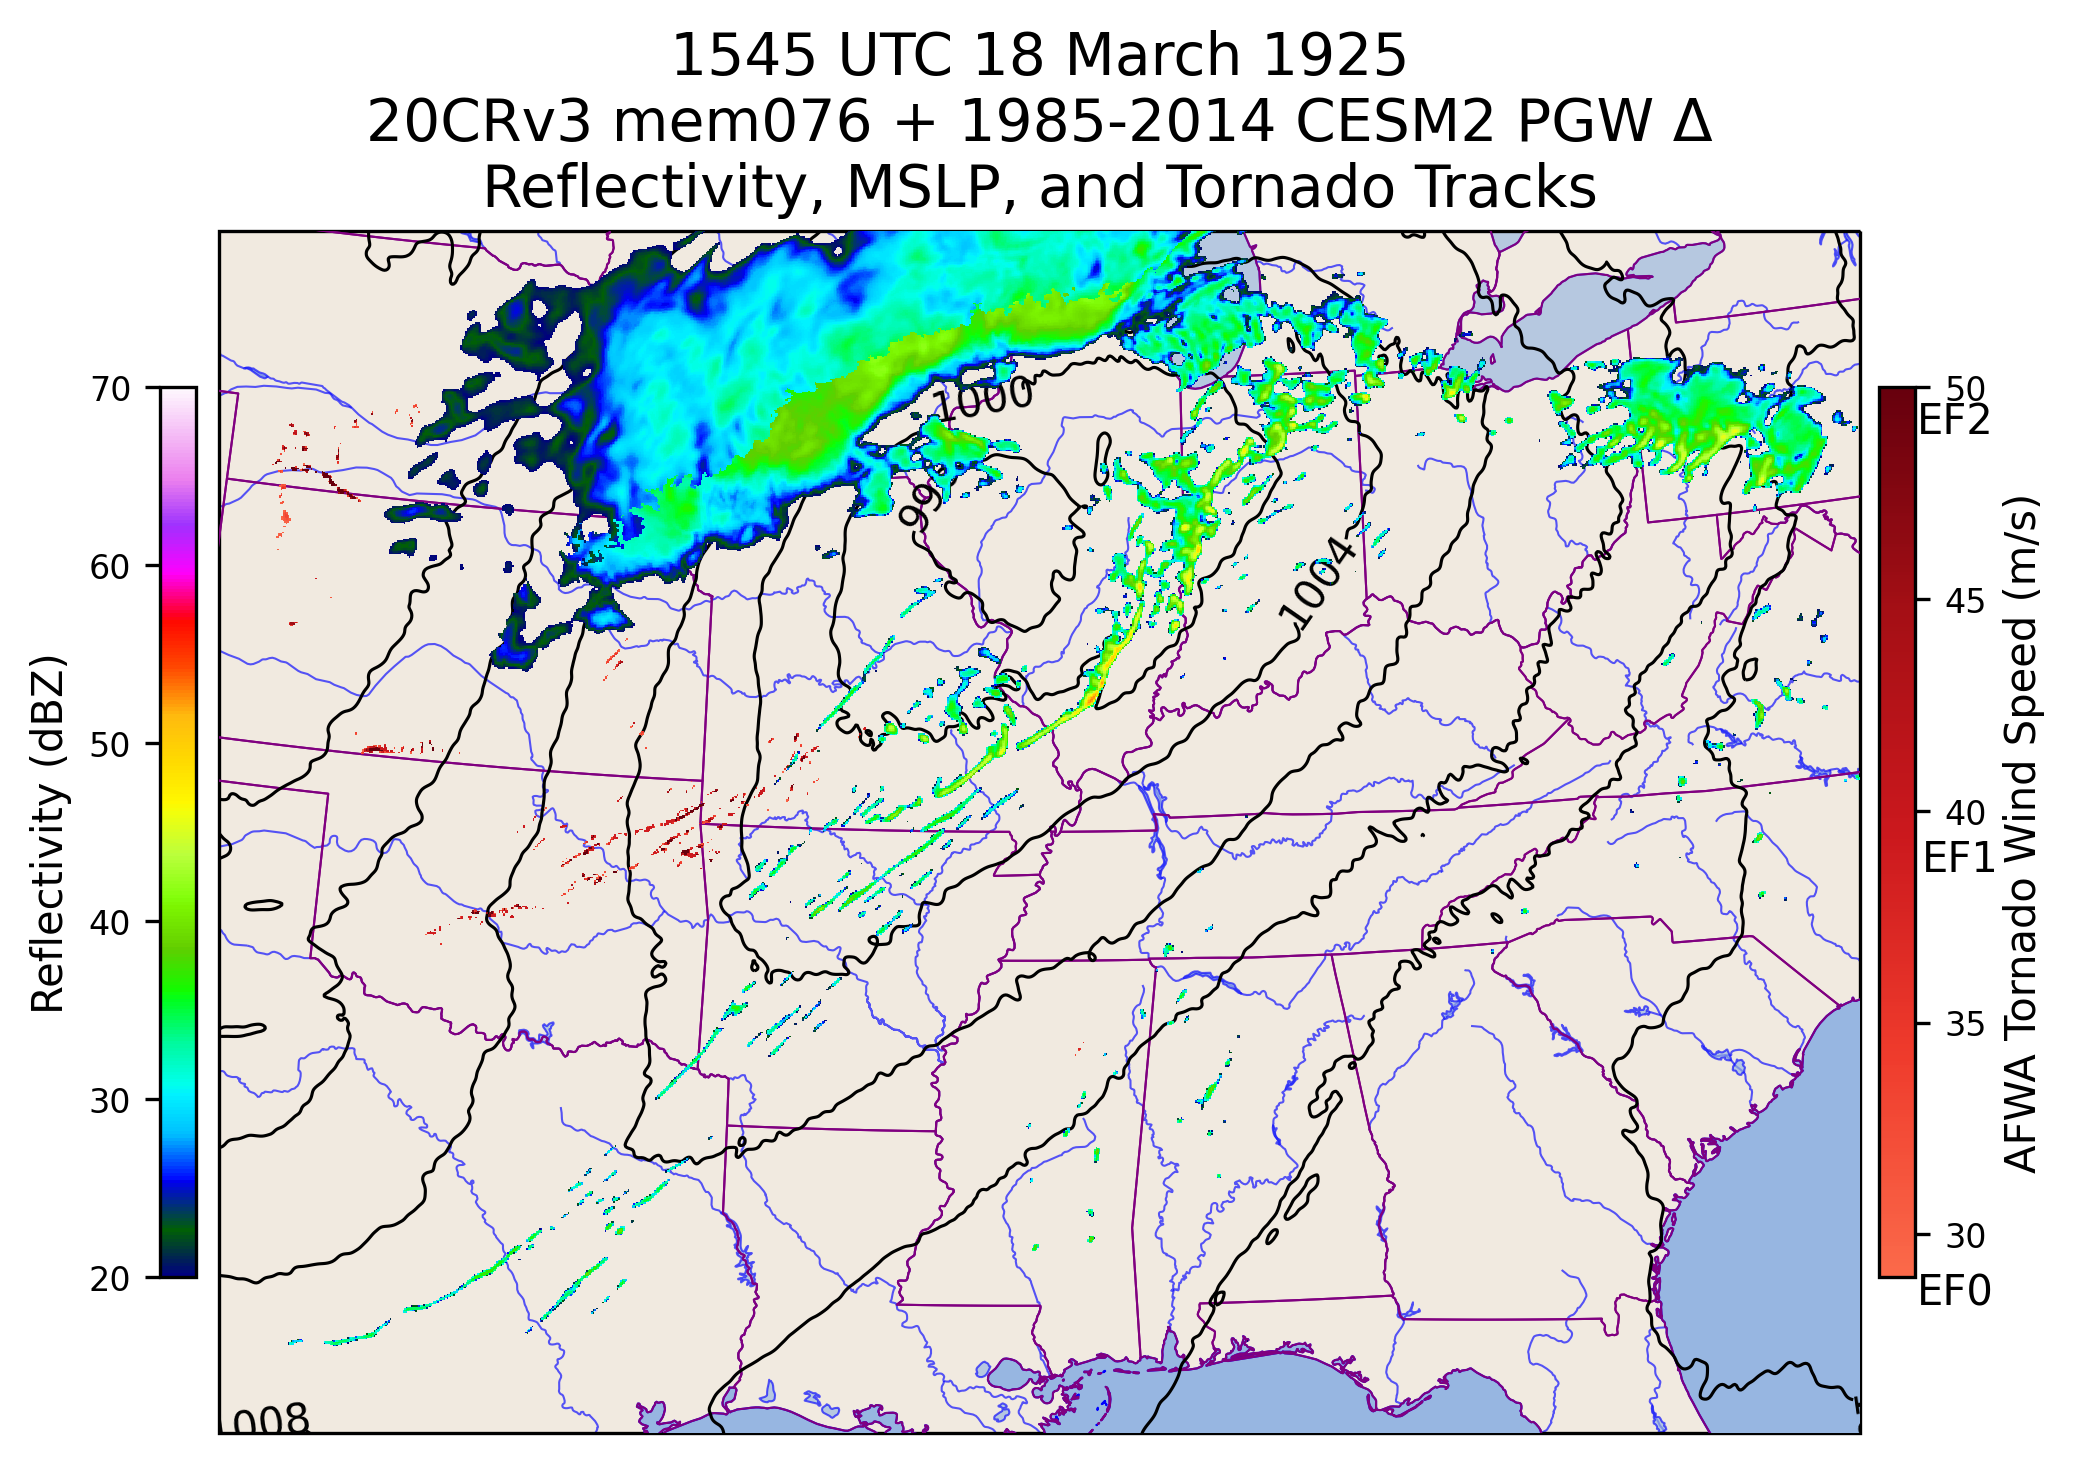 1545 UTC 18 March 1925
20CRv3 mem076 + 1985-2014 CESM2 PGW Δ
Reflectivity, MSLP, and Tornado Tracks
70
60
50
40
30
20
Reflectivity (dBZ)
1000
1004
008
50
EF2
45
40
EF1
35
30
EF0
AFWA Tornado Wind Speed (m/s)